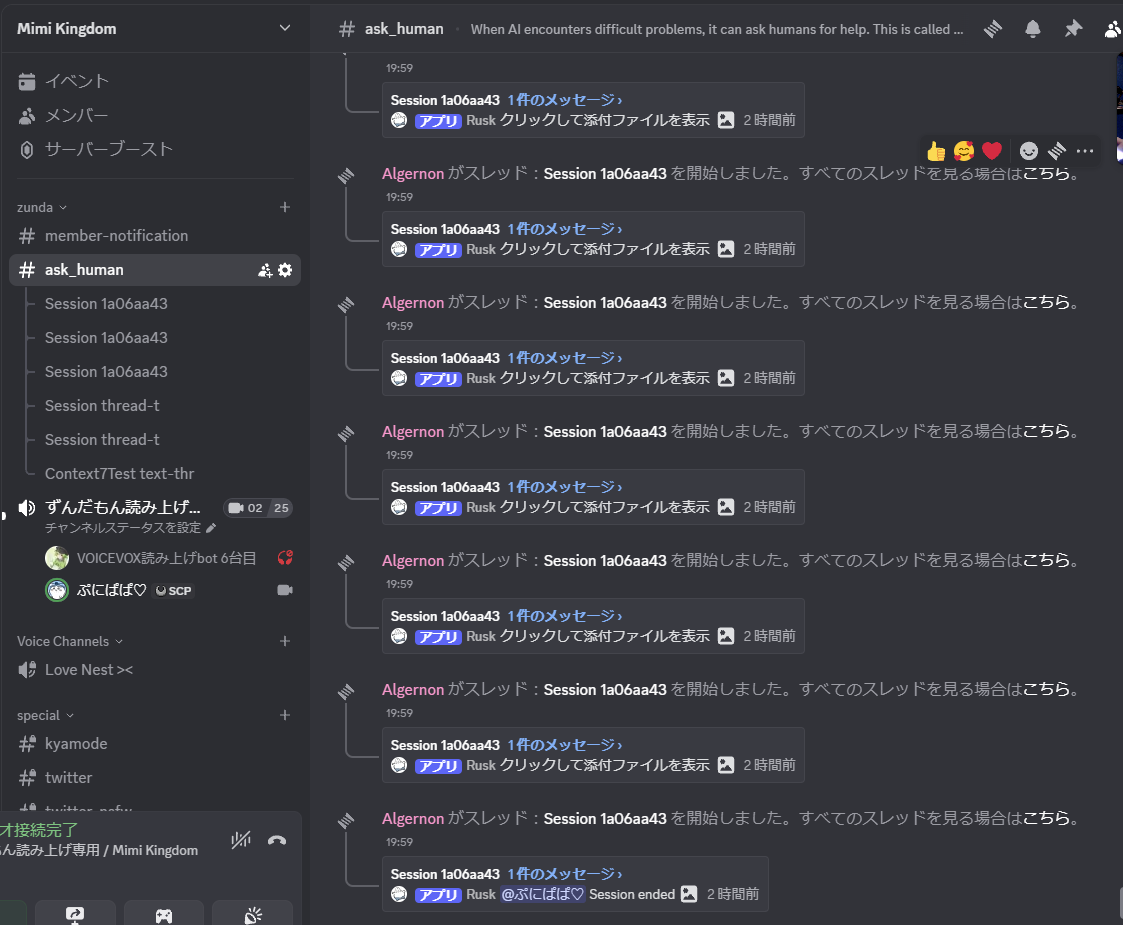 Mimi Kingdom
イベント
メンバー
サーバーブースト
zunda
member-notification
ask_human
Session 1a06aa43
Session 1a06aa43
Session 1a06aa43
Session thread-t
Session thread-t
Context7Test text-thr
ずんだもん読み上げ...
02 25
チャンネルステータスを設定
VOICEVOX読み上げbot 6台目
ぷにぱぱ♡ SCP
Voice Channels
Love Nest ><
special
kyamode
twitter
オ接続完了
ん読み上げ専用 / Mimi Kingdom
ask_human
When AI encounters difficult problems, it can ask humans for help. This is called ...
19:59
Session 1a06aa43 1件のメッセージ ›
アプリ Rusk クリックして添付ファイルを表示 2時間前
Algernon がスレッド：Session 1a06aa43 を開始しました。すべてのスレッドを見る場合はこちら。
19:59
Session 1a06aa43 1件のメッセージ ›
アプリ Rusk クリックして添付ファイルを表示 2時間前
Algernon がスレッド：Session 1a06aa43 を開始しました。すべてのスレッドを見る場合はこちら。
19:59
Session 1a06aa43 1件のメッセージ ›
アプリ Rusk クリックして添付ファイルを表示 2時間前
Algernon がスレッド：Session 1a06aa43 を開始しました。すべてのスレッドを見る場合はこちら。
19:59
Session 1a06aa43 1件のメッセージ ›
アプリ Rusk クリックして添付ファイルを表示 2時間前
Algernon がスレッド：Session 1a06aa43 を開始しました。すべてのスレッドを見る場合はこちら。
19:59
Session 1a06aa43 1件のメッセージ ›
アプリ Rusk クリックして添付ファイルを表示 2時間前
Algernon がスレッド：Session 1a06aa43 を開始しました。すべてのスレッドを見る場合はこちら。
19:59
Session 1a06aa43 1件のメッセージ ›
アプリ Rusk クリックして添付ファイルを表示 2時間前
Algernon がスレッド：Session 1a06aa43 を開始しました。すべてのスレッドを見る場合はこちら。
19:59
Session 1a06aa43 1件のメッセージ ›
アプリ Rusk @ぷにぱぱ♡ Session ended 2時間前